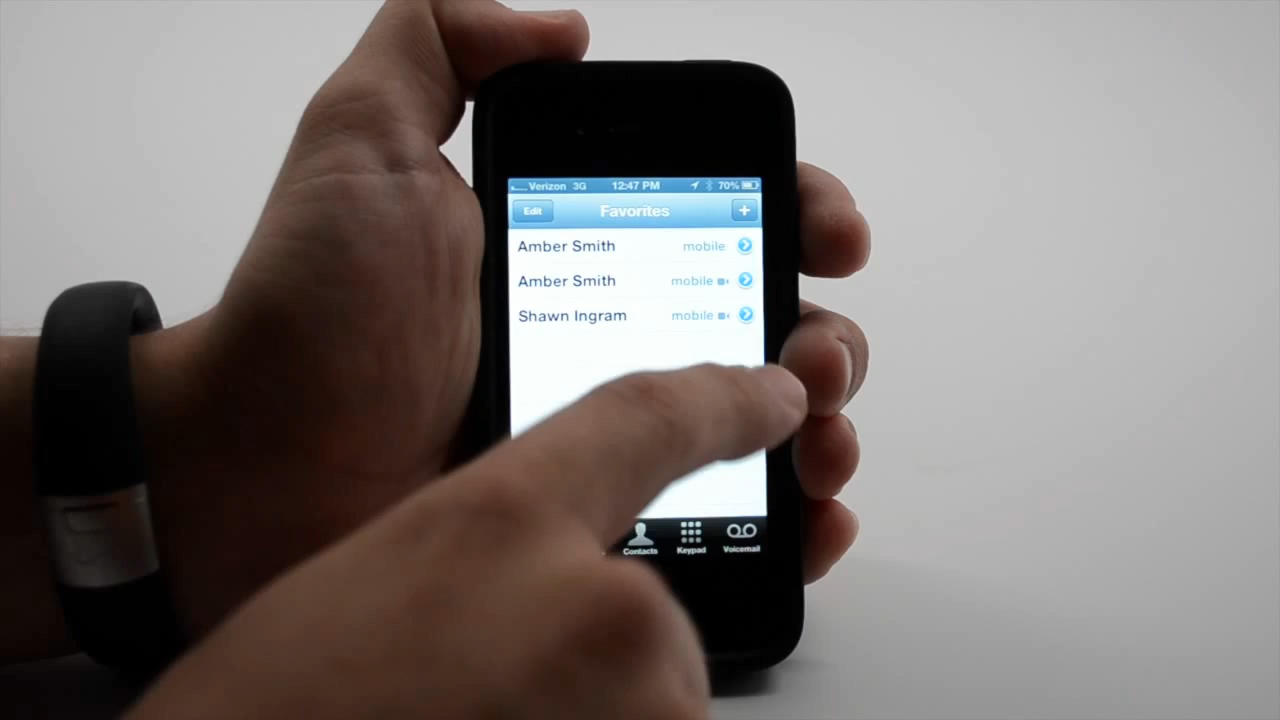 Verizon 3G 12:47 PM 70%
Edit Favorites +
Amber Smith mobile
Amber Smith mobile
Shawn Ingram mobile
Contacts Keypad Voicemail